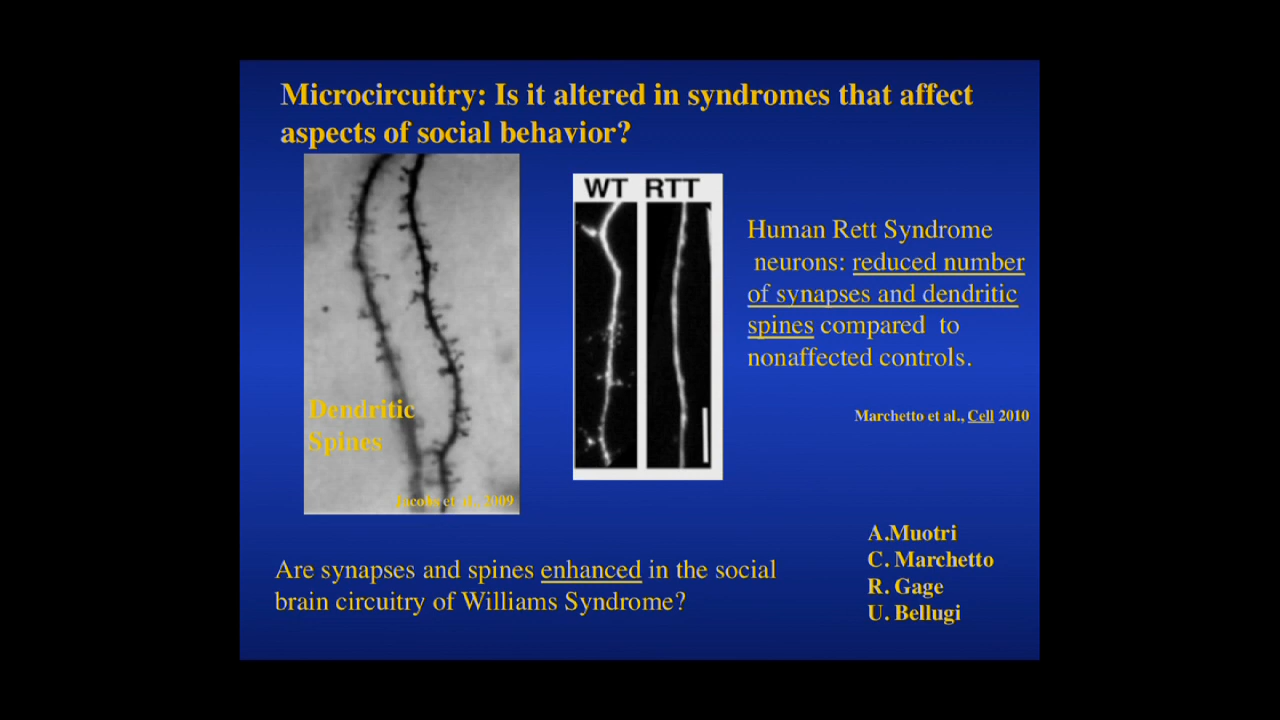 Microcircuitry: Is it altered in syndromes that affect
aspects of social behavior?
WT RTT
Human Rett Syndrome
neurons: reduced number
of synapses and dendritic
spines compared to
nonaffected controls.
Dendritic
Spines
Marchetto et al., Cell 2010
Jacobs et al., 2009
A.Muotri
C. Marchetto
R. Gage
U. Bellugi
Are synapses and spines enhanced in the social
brain circuitry of Williams Syndrome?